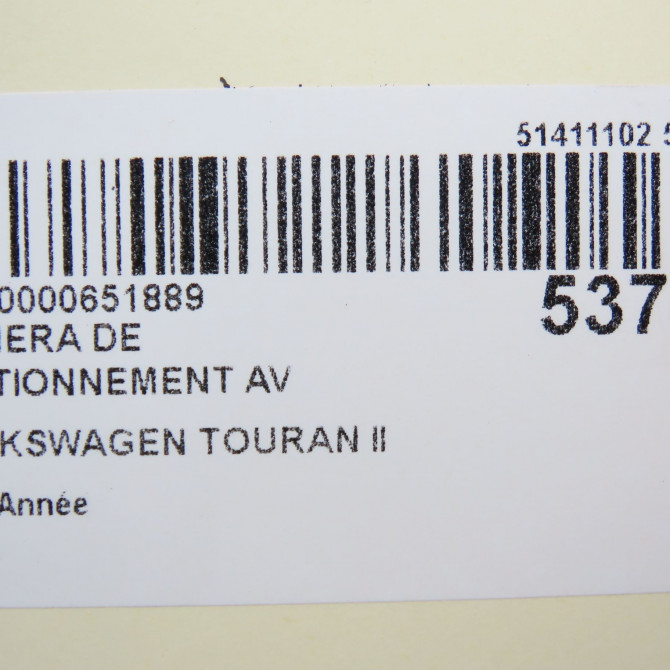 51411102 5
0000651889
537
MERA DE
TIONNEMENT AV
KSWAGEN TOURAN II
Année